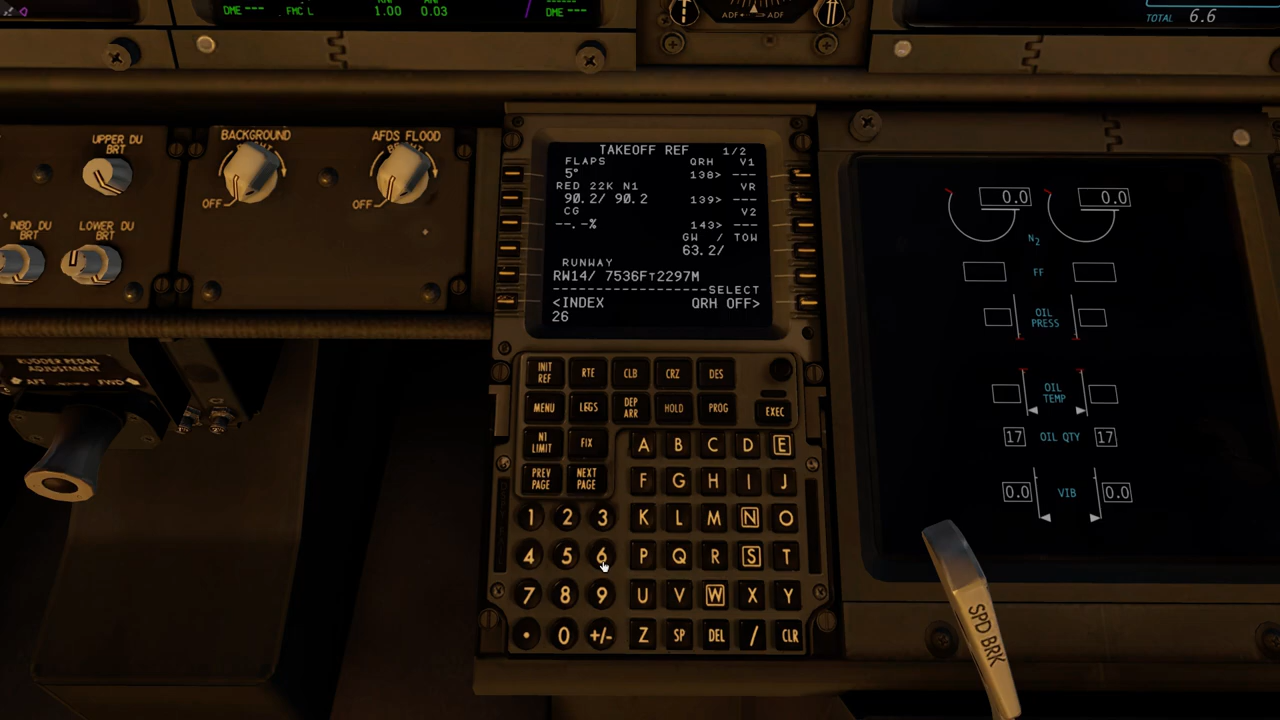 DME --- FMC L 1.00 0.03 DME ---
ADF ADF
TOTAL 6.6
UPPER DU
BRT
BACKGROUND
OFF
AFDS FLOOD
OFF
INBD DU
BRT
LOWER DU
BRT
RUDDER PEDAL
ADJUSTMENT
AFT FWD
TAKEOFF REF 1/2
FLAPS QRH V1
5° 138> ---
RED 22K N1 VR
90.2/ 90.2 139> ---
CG V2
--.-% 143> ---
GW / TOW
63.2/
RUNWAY
RW14/ 7536FT2297M
------------------SELECT
<INDEX QRH OFF>
26
INIT REF RTE CLB CRZ DES
MENU LEGS DEP ARR HOLD PROG EXEC
N1 LIMIT FIX A B C D E
PREV PAGE NEXT PAGE F G H I J
1 2 3 K L M N O
4 5 6 P Q R S T
7 8 9 U V W X Y
. 0 +/- Z SP DEL / CLR
0.0 0.0
N2
FF
OIL
PRESS
OIL
TEMP
17 OIL QTY 17
0.0 VIB 0.0
SPD BRK